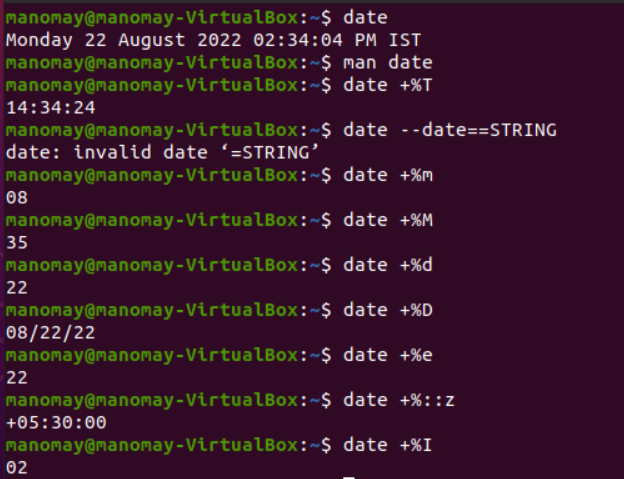 manomay@manomay-VirtualBox:~$ date
Monday 22 August 2022 02:34:04 PM IST
manomay@manomay-VirtualBox:~$ man date
manomay@manomay-VirtualBox:~$ date +%T
14:34:24
manomay@manomay-VirtualBox:~$ date --date==STRING
date: invalid date ‘=STRING’
manomay@manomay-VirtualBox:~$ date +%m
08
manomay@manomay-VirtualBox:~$ date +%M
35
manomay@manomay-VirtualBox:~$ date +%d
22
manomay@manomay-VirtualBox:~$ date +%D
08/22/22
manomay@manomay-VirtualBox:~$ date +%e
22
manomay@manomay-VirtualBox:~$ date +%::z
+05:30:00
manomay@manomay-VirtualBox:~$ date +%I
02